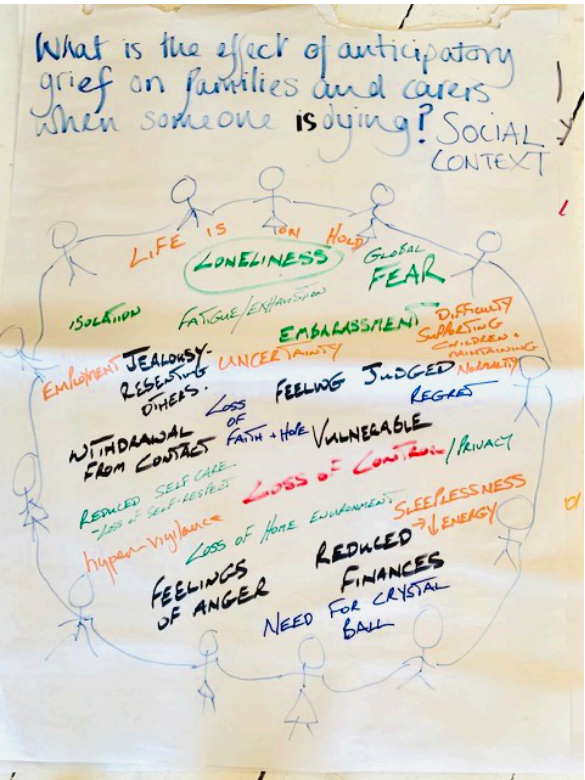 What is the effect of anticipatory
grief on families and carers
when someone is dying? SOCIAL
CONTEXT
LIFE IS ON HOLD
LONELINESS
GLOBAL
FEAR
ISOLATION
FATIGUE/EXHAUSTION
EMBARASSMENT
DIFFICULTY
SUPPORTING
CHILDREN +
MAINTAINING
NORMALITY
EMPLOYMENT
JEALOUSY-
RESENTING
OTHERS.
UNCERTAINTY
FEELING JUDGED
REGRET
LOSS
OF
FAITH + HOPE
WITHDRAWAL
FROM CONTACT
VULNERABLE
LOSS OF CONTROL
/PRIVACY
REDUCED SELF CARE
-LOSS OF SELF-RESPECT
hyper-vigilance
LOSS OF HOME ENVIRONMENT
SLEEPLESSNESS
→↓ENERGY
FEELINGS
OF ANGER
REDUCED
FINANCES
NEED FOR CRYSTAL
BALL